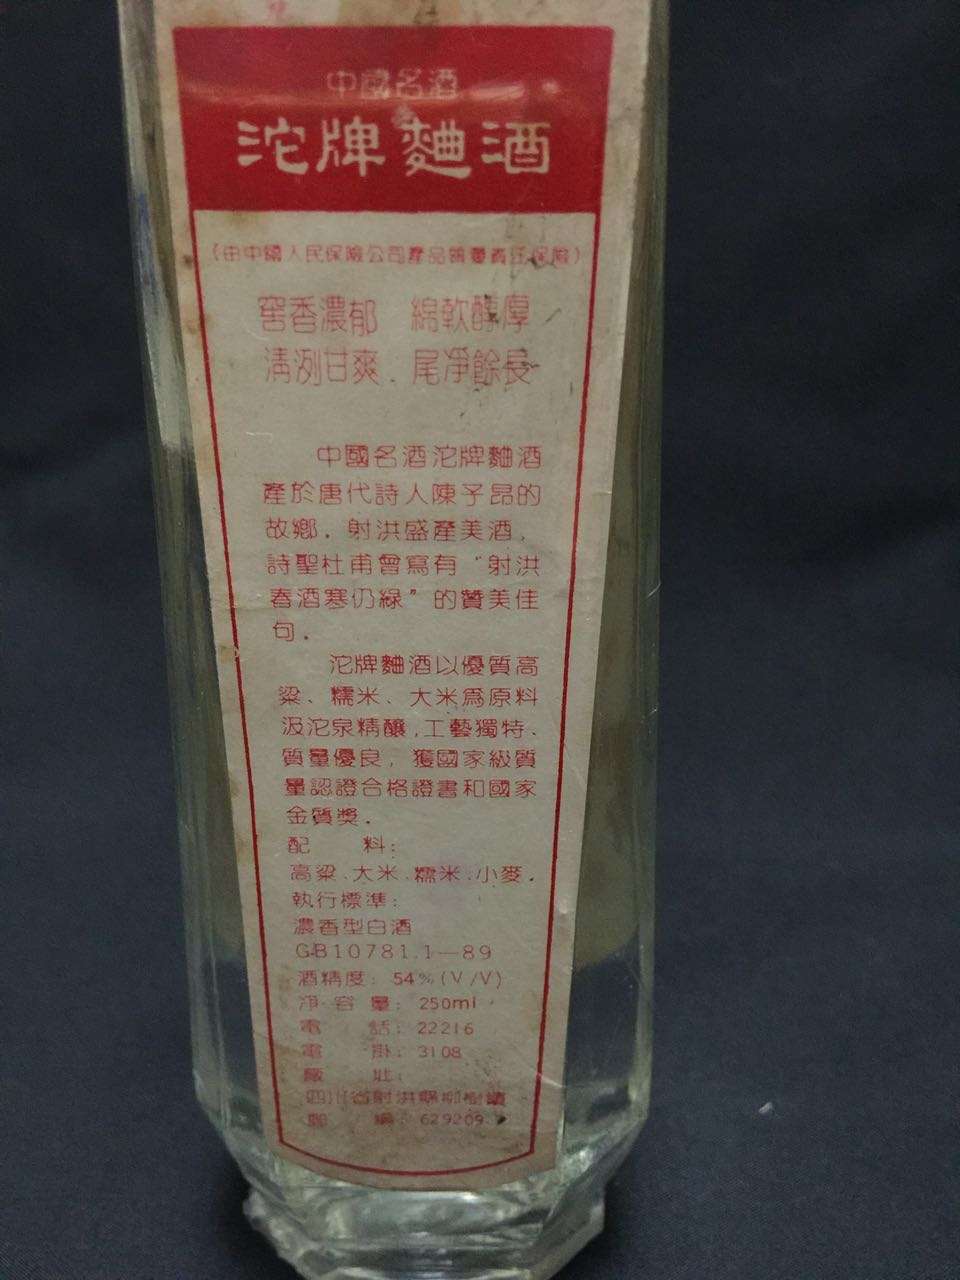 中國名酒
沱牌麯酒
(由中國人民保險公司產品質量責任保險)
窖香濃郁 綿軟醇厚
清冽甘爽．尾凈餘長
中國名酒沱牌麯酒
產於唐代詩人陳子昂的
故鄉．射洪盛產美酒，
詩聖杜甫曾寫有“射洪
春酒寒仍綠”的贊美佳
句．
沱牌麯酒以優質高
粱、糯米、大米為原料
汲沱泉精釀，工藝獨特、
質量優良，獲國家級質
量認證合格證書和國家
金質獎．
配 料：
高粱．大米．糯米．小麥．
執行標準：
濃香型白酒
GB10781.1—89
酒精度：54%(V/V)
淨 容 量：250ml
電 話：22216
電 掛：3108
廠 址：
四川省射洪縣柳樹鎮
郵 編：629209